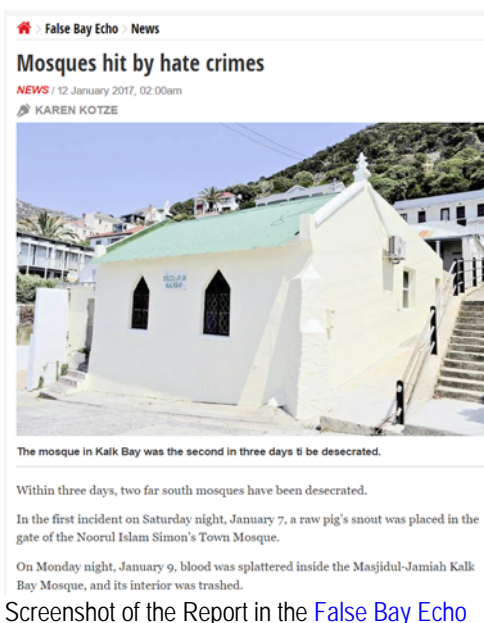 False Bay Echo > News
Mosques hit by hate crimes
NEWS / 12 January 2017, 02:00am
KAREN KOTZE
The mosque in Kalk Bay was the second in three days ti be desecrated.
Within three days, two far south mosques have been desecrated.
In the first incident on Saturday night, January 7, a raw pig's snout was placed in the
gate of the Noorul Islam Simon's Town Mosque.
On Monday night, January 9, blood was splattered inside the Masjidul-Jamiah Kalk
Bay Mosque, and its interior was trashed.
Screenshot of the Report in the False Bay Echo